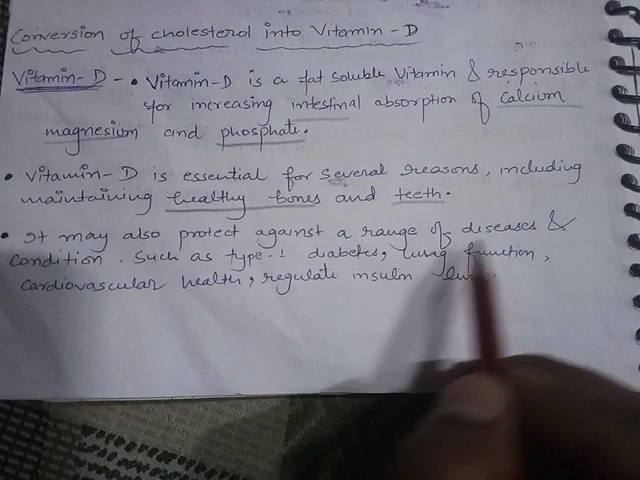 Conversion of cholesterol into Vitamin-D
Vitamin-D - • Vitamin-D is a fat soluble Vitamin & responsible
for increasing intestinal absorption of calcium
magnesium and phosphate.
• Vitamin-D is essential for several reasons, including
maintaining healthy bones and teeth.
• It may also protect against a range of diseases &
condition. Such as type-1 diabetes, lung function,
cardiovascular health, regulate insulin